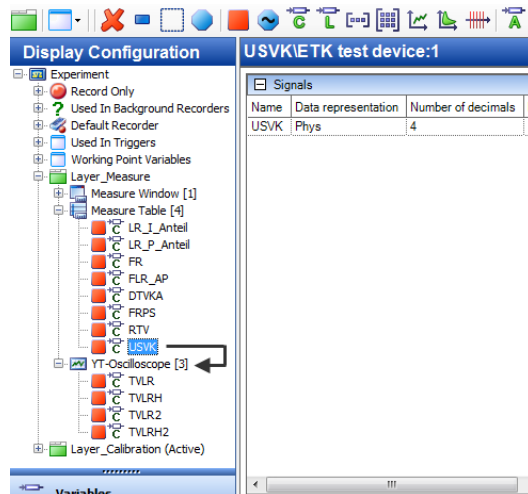 Display Configuration
USVK\ETK test device:1
Experiment
Record Only
Used In Background Recorders
Default Recorder
Used In Triggers
Working Point Variables
Layer_Measure
Measure Window [1]
Measure Table [4]
LR_I_Anteil
LR_P_Anteil
FR
FLR_AP
DTVKA
FRPS
RTV
USVK
YT-Oscilloscope [3]
TVLR
TVLRH
TVLR2
TVLRH2
Layer_Calibration (Active)
Variables
Signals
Name Data representation Number of decimals
USVK Phys 4